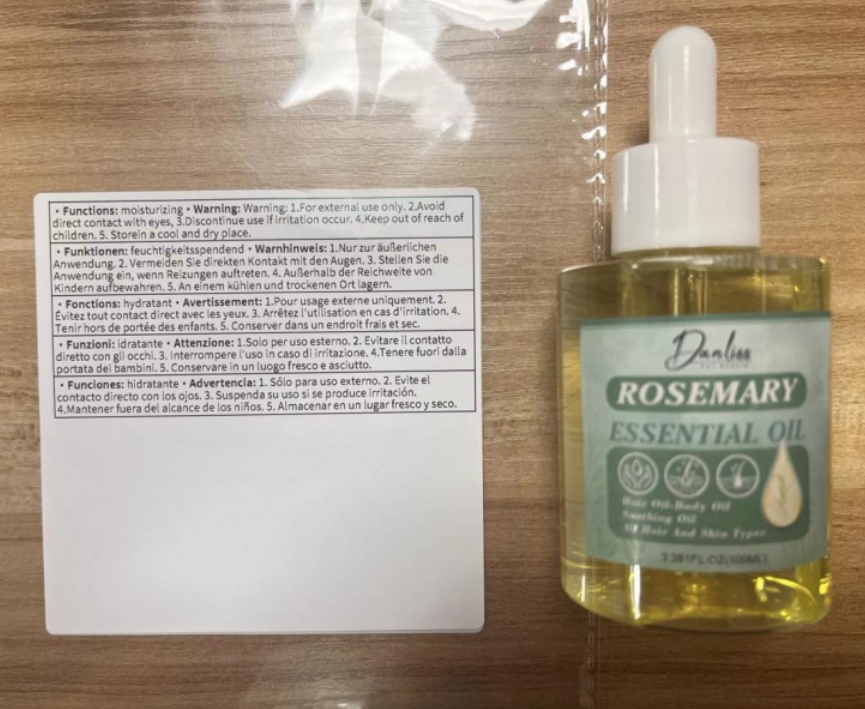 • Functions: moisturizing • Warning: Warning: 1.For external use only. 2.Avoid
direct contact with eyes, 3.Discontinue use if irritation occur. 4.Keep out of reach of
children. 5. Storein a cool and dry place.
• Funktionen: feuchtigkeitsspendend • Warnhinweis: 1.Nur zur äußerlichen
Anwendung. 2. Vermeiden Sie direkten Kontakt mit den Augen. 3. Stellen Sie die
Anwendung ein, wenn Reizungen auftreten. 4. Außerhalb der Reichweite von
Kindern aufbewahren. 5. An einem kühlen und trockenen Ort lagern.
• Fonctions: hydratant • Avertissement: 1.Pour usage externe uniquement. 2.
Évitez tout contact direct avec les yeux. 3. Arrêtez l'utilisation en cas d'irritation. 4.
Tenir hors de portée des enfants. 5. Conserver dans un endroit frais et sec.
• Funzioni: idratante • Attenzione: 1.Solo per uso esterno. 2. Evitare il contatto
diretto con gli occhi. 3. Interrompere l'uso in caso di irritazione. 4.Tenere fuori dalla
portata dei bambini. 5. Conservare in un luogo fresco e asciutto.
• Funciones: hidratante • Advertencia: 1. Sólo para uso externo. 2. Evite el
contacto directo con los ojos. 3. Suspenda su uso si se produce irritación.
4.Mantener fuera del alcance de los niños. 5. Almacenar en un lugar fresco y seco.
Danliss
ROSEMARY
ESSENTIAL OIL
Hair Oil-Body Oil
Soothing Oil
All Hair And Skin Types
3.381FL OZ(100ML)